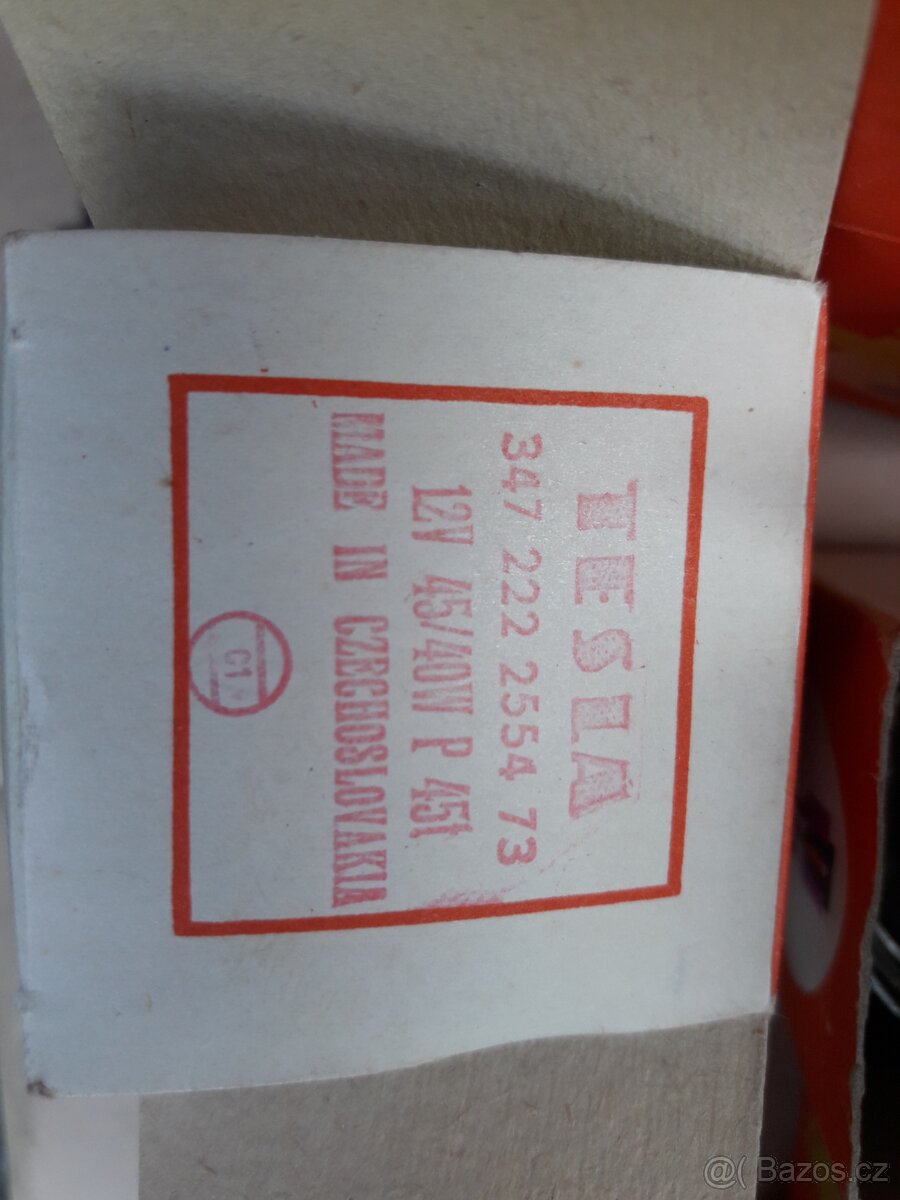 TESLA
347 222 2554 73
12V 45/40W P 45t
MADE IN CZECHOSLOVAKIA
C1
@( Bazos.cz